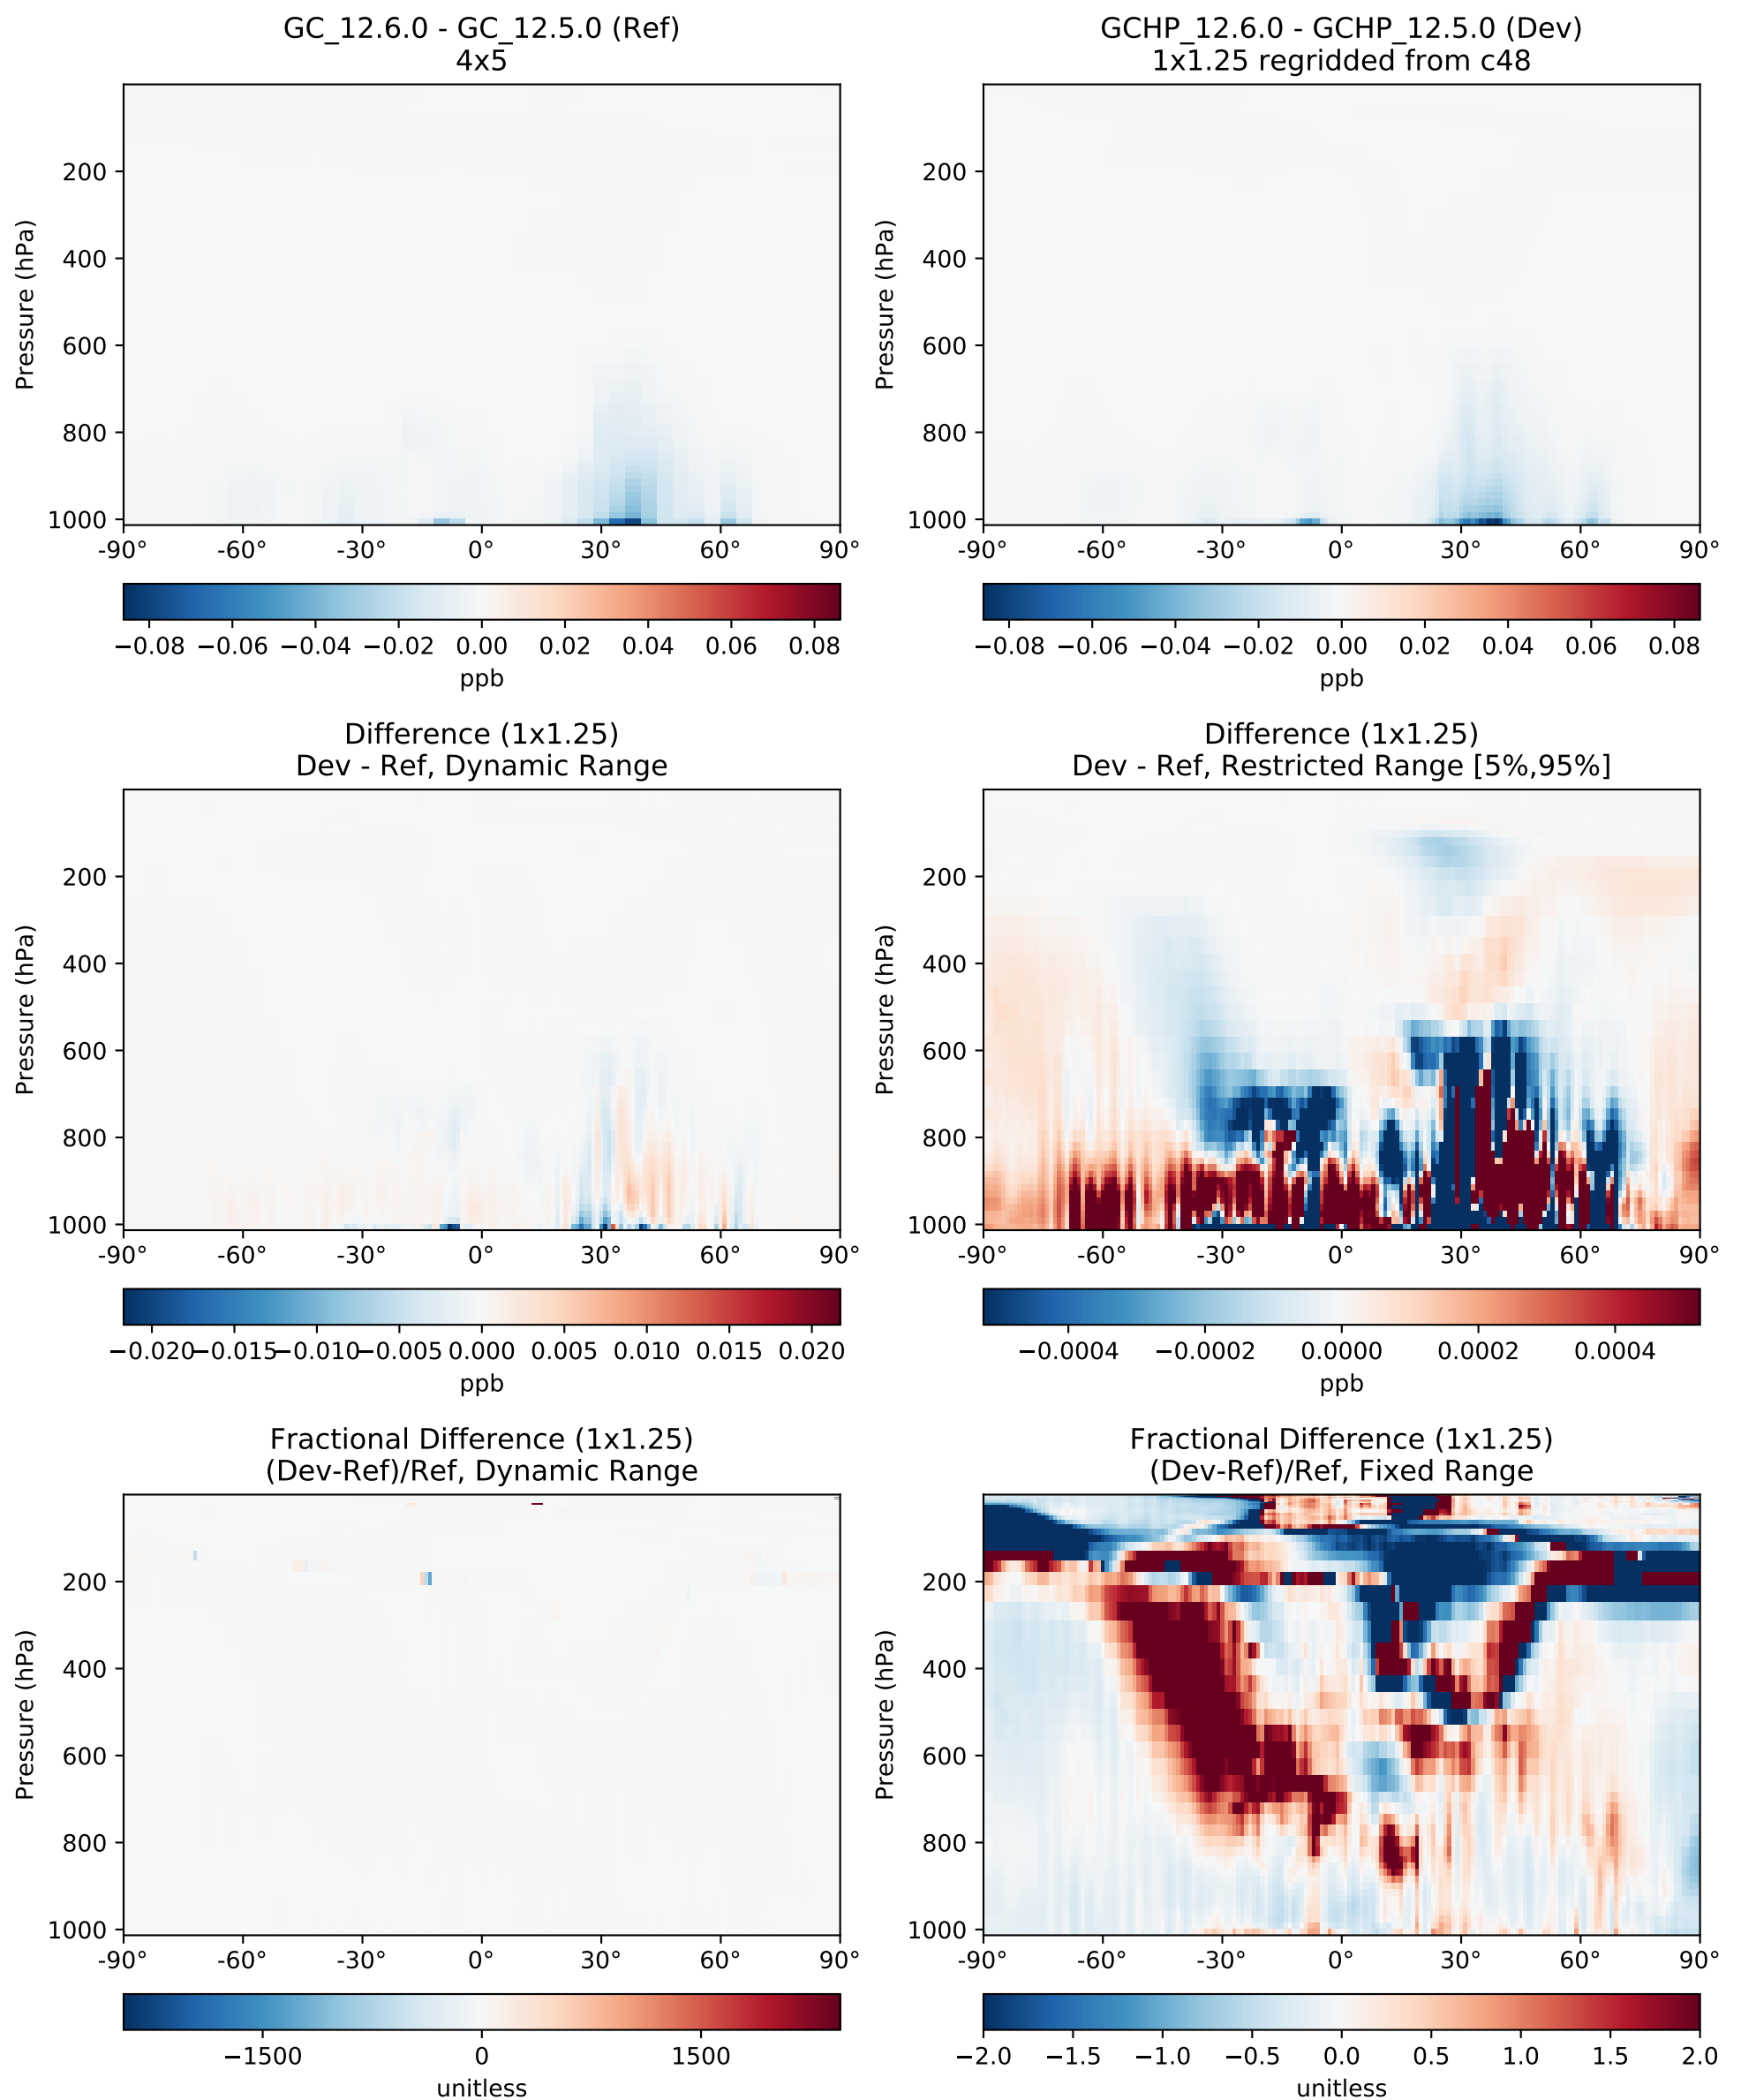 GC_12.6.0 - GC_12.5.0 (Ref)
4x5
Pressure (hPa)
200
400
600
800
1000
-90° -60° -30° 0° 30° 60° 90°
−0.08 −0.06 −0.04 −0.02 0.00 0.02 0.04 0.06 0.08
ppb
GCHP_12.6.0 - GCHP_12.5.0 (Dev)
1x1.25 regridded from c48
Pressure (hPa)
200
400
600
800
1000
-90° -60° -30° 0° 30° 60° 90°
−0.08 −0.06 −0.04 −0.02 0.00 0.02 0.04 0.06 0.08
ppb
Difference (1x1.25)
Dev - Ref, Dynamic Range
Pressure (hPa)
200
400
600
800
1000
-90° -60° -30° 0° 30° 60° 90°
−0.020 −0.015 −0.010 −0.005 0.000 0.005 0.010 0.015 0.020
ppb
Difference (1x1.25)
Dev - Ref, Restricted Range [5%,95%]
Pressure (hPa)
200
400
600
800
1000
-90° -60° -30° 0° 30° 60° 90°
−0.0004 −0.0002 0.0000 0.0002 0.0004
ppb
Fractional Difference (1x1.25)
(Dev-Ref)/Ref, Dynamic Range
Pressure (hPa)
200
400
600
800
1000
-90° -60° -30° 0° 30° 60° 90°
−1500 0 1500
unitless
Fractional Difference (1x1.25)
(Dev-Ref)/Ref, Fixed Range
Pressure (hPa)
200
400
600
800
1000
-90° -60° -30° 0° 30° 60° 90°
−2.0 −1.5 −1.0 −0.5 0.0 0.5 1.0 1.5 2.0
unitless